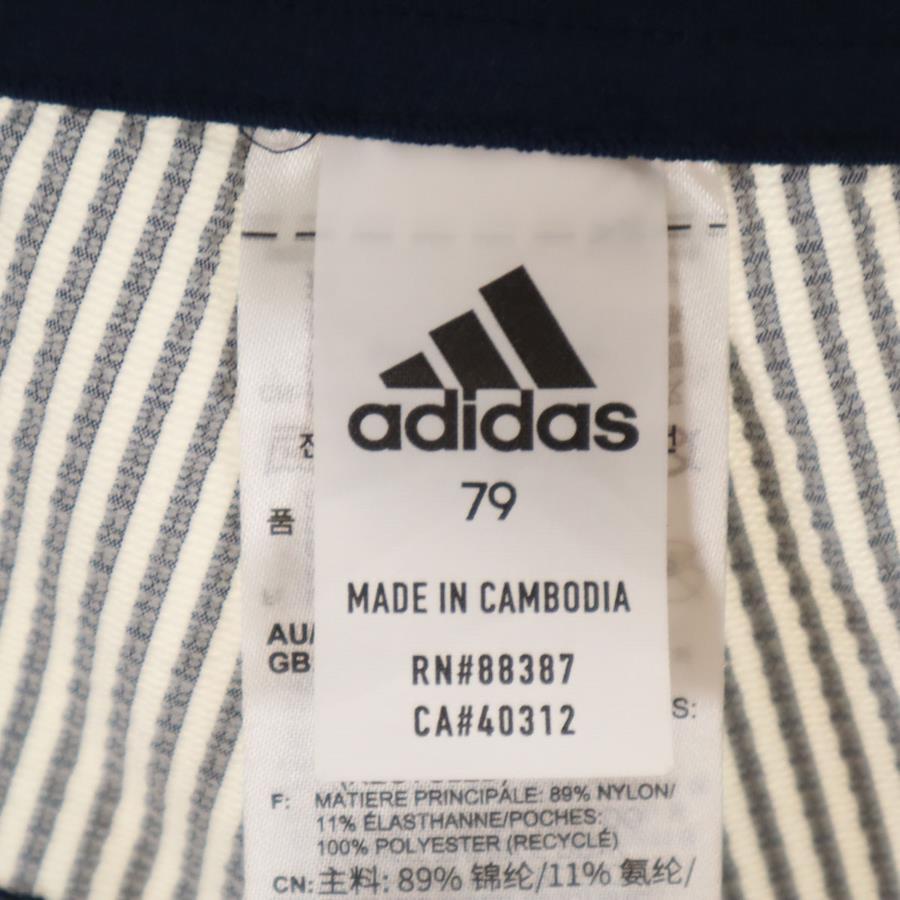 adidas
79
MADE IN CAMBODIA
RN#88387
CA#40312
품
AU/
GB
S:
F: MATIERE PRINCIPALE: 89% NYLON/
11% ÉLASTHANNE/POCHES:
100% POLYESTER (RECYCLÉ)
CN: 主料: 89% 锦纶/11% 氨纶/